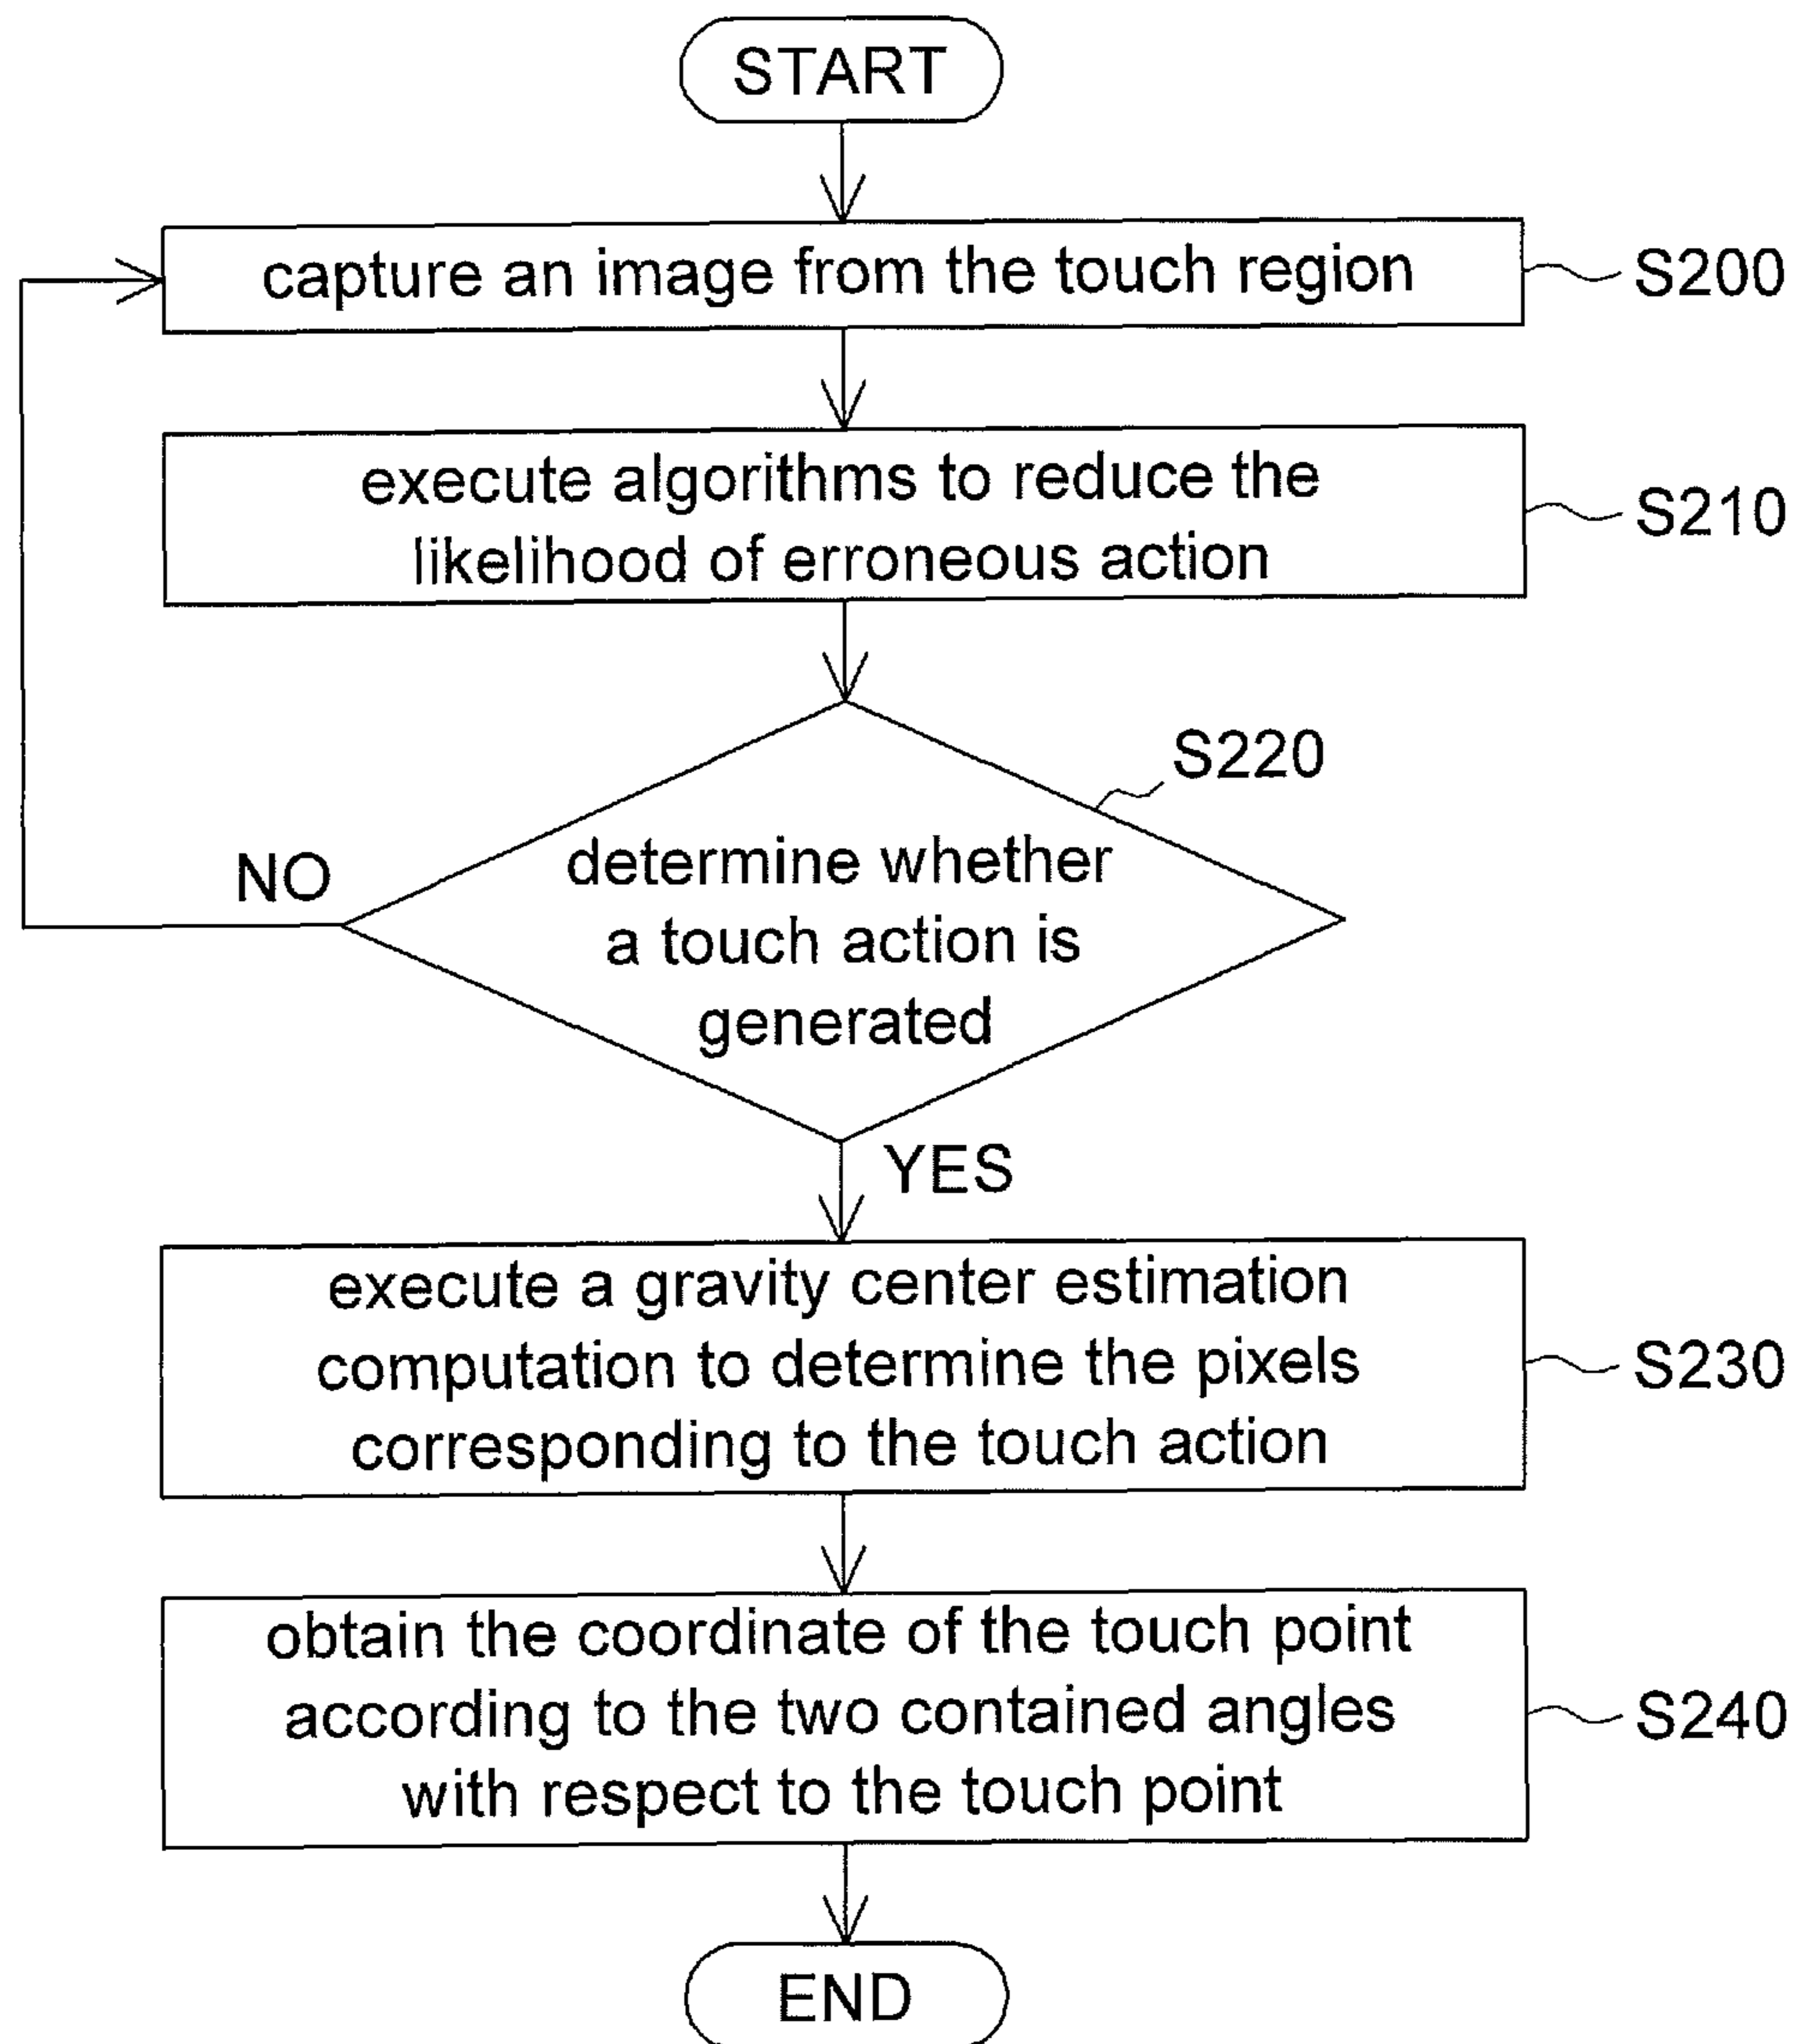 START
capture an image from the touch region
S200
execute algorithms to reduce the
likelihood of erroneous action
S210
S220
determine whether
a touch action is
generated
NO
YES
execute a gravity center estimation
computation to determine the pixels
corresponding to the touch action
S230
obtain the coordinate of the touch point
according to the two contained angles
with respect to the touch point
S240
END